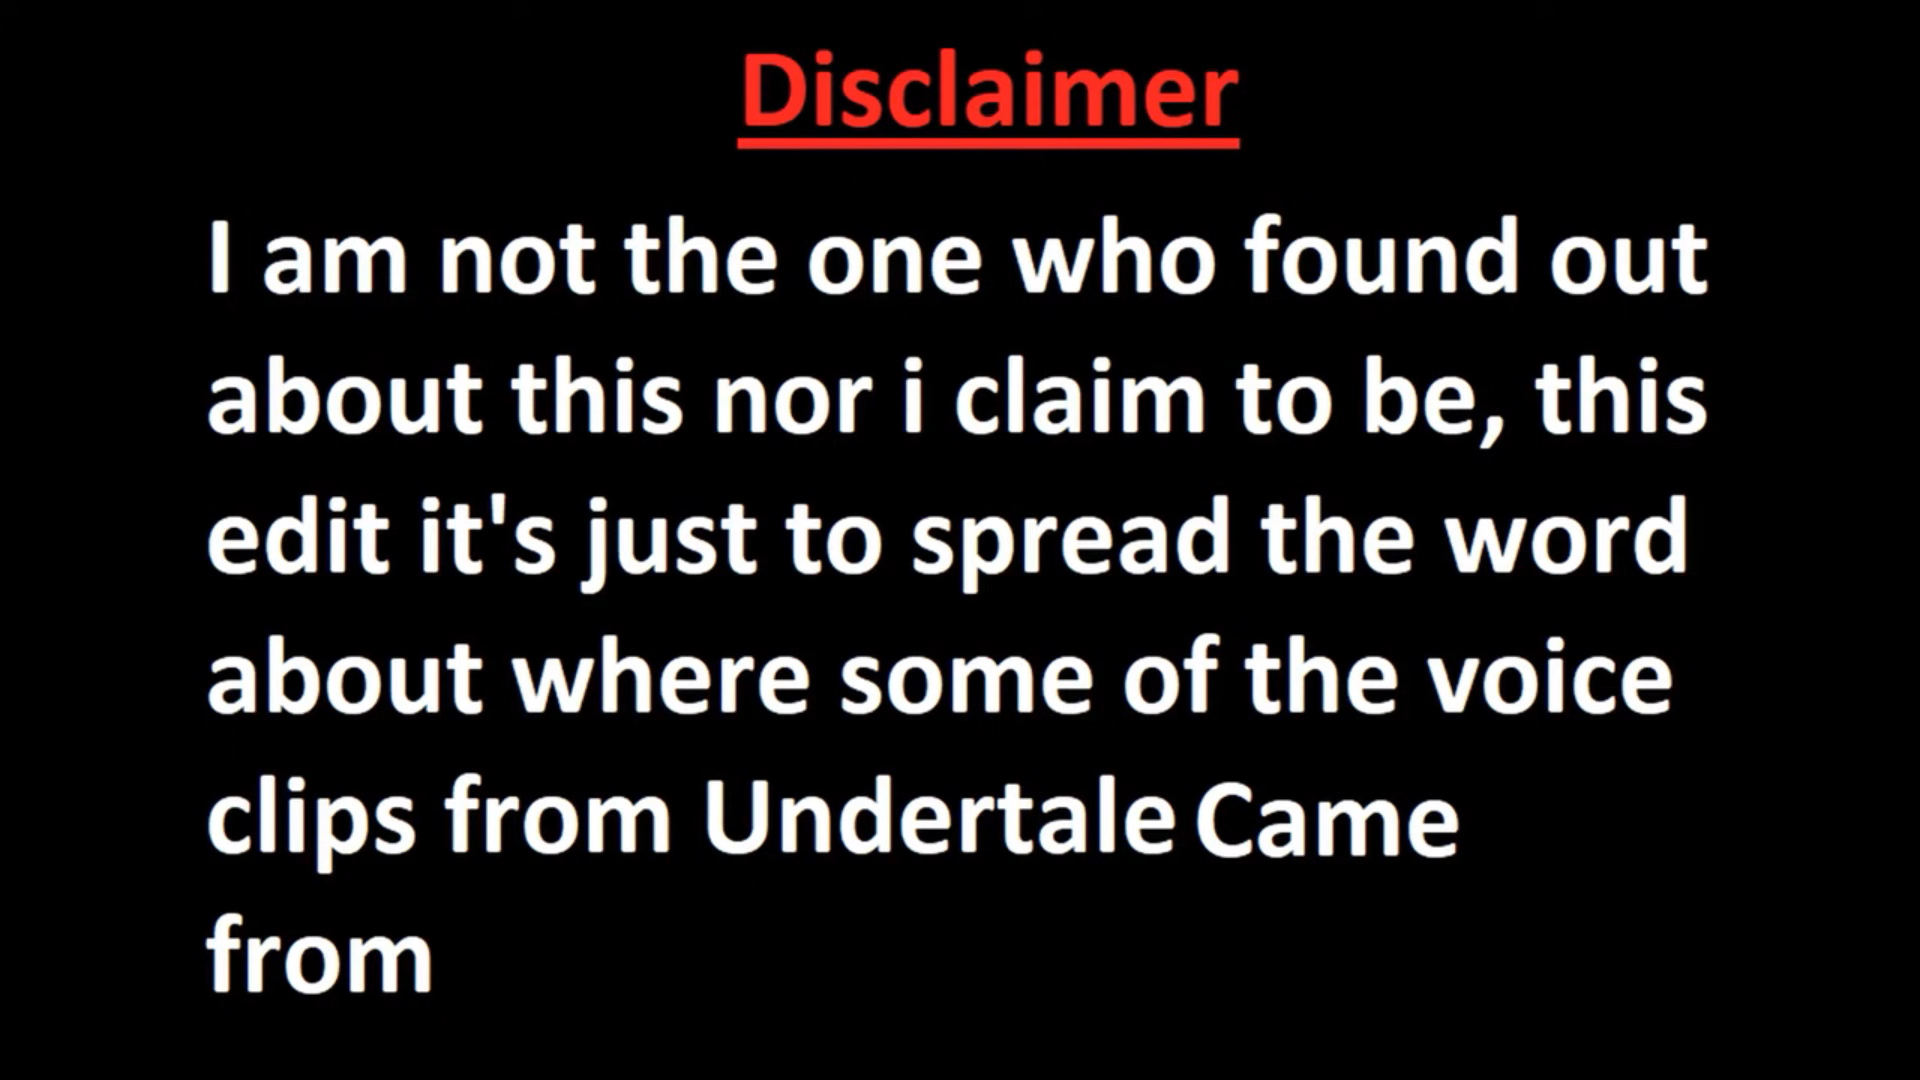 Disclaimer
I am not the one who found out
about this nor i claim to be, this
edit it's just to spread the word
about where some of the voice
clips from Undertale Came
from